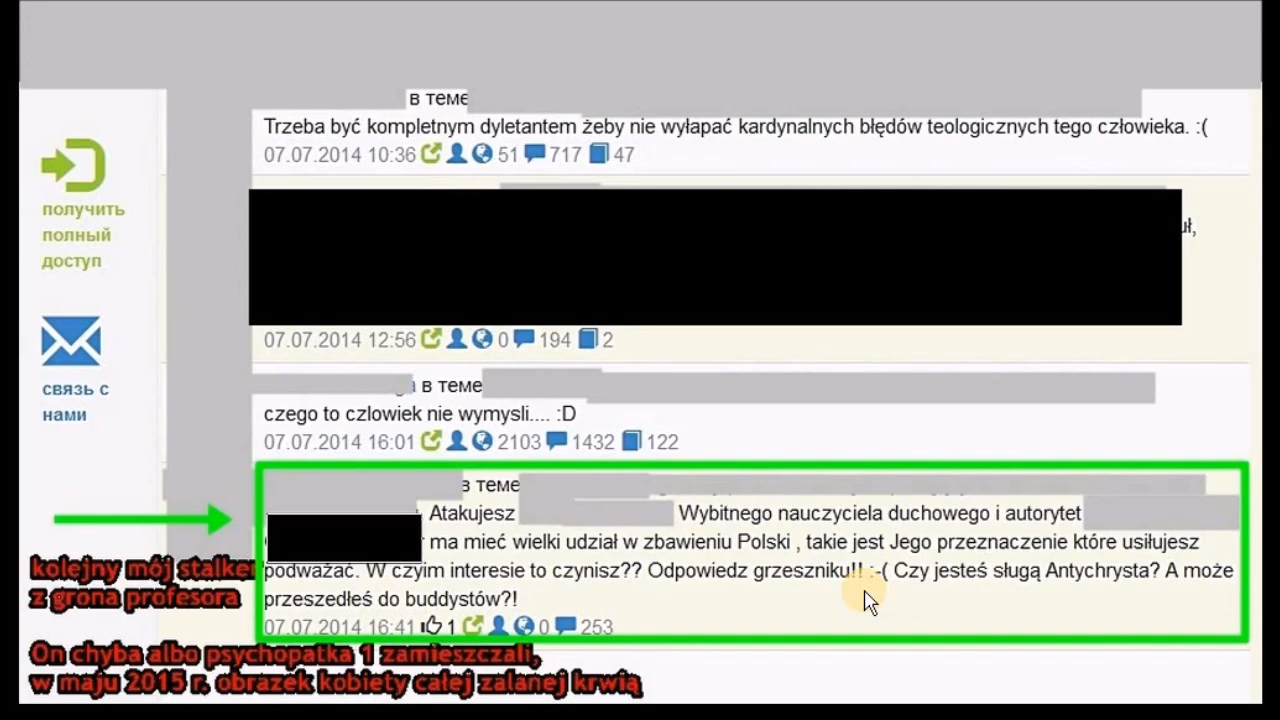 в теме
Trzeba być kompletnym dyletantem żeby nie wyłapać kardynalnych błędów teologicznych tego człowieka. :(
07.07.2014 10:36 51 717 47
получить
полный
доступ
ił,
07.07.2014 12:56 0 194 2
связь с
нами
в теме
czego to czlowiek nie wymysli.... :D
07.07.2014 16:01 2103 1432 122
в теме
Atakujesz Wybitnego nauczyciela duchowego i autorytet
ma mieć wielki udział w zbawieniu Polski , takie jest Jego przeznaczenie które usiłujesz
podważać. W czyim interesie to czynisz?? Odpowiedz grzeszniku!! :-( Czy jesteś sługą Antychrysta? A może
przeszedłeś do buddystów?!
07.07.2014 16:41 1 0 253
kolejny mój stalker
z grona profesora
On chyba albo psychopatka 1 zamieszczali,
w maju 2015 r. obrazek kobiety całej zalanej krwią